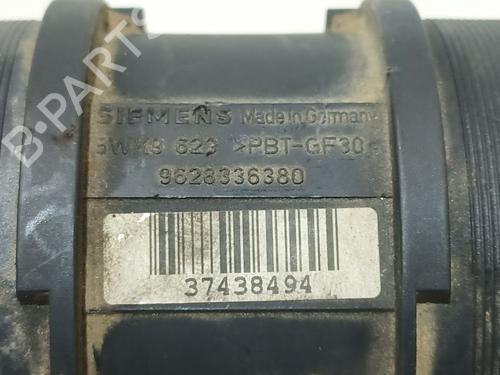 SIEMENS Made in Germany
5WK9 623 >PBT-GF30<
9628336380
37438494
B-PARTS